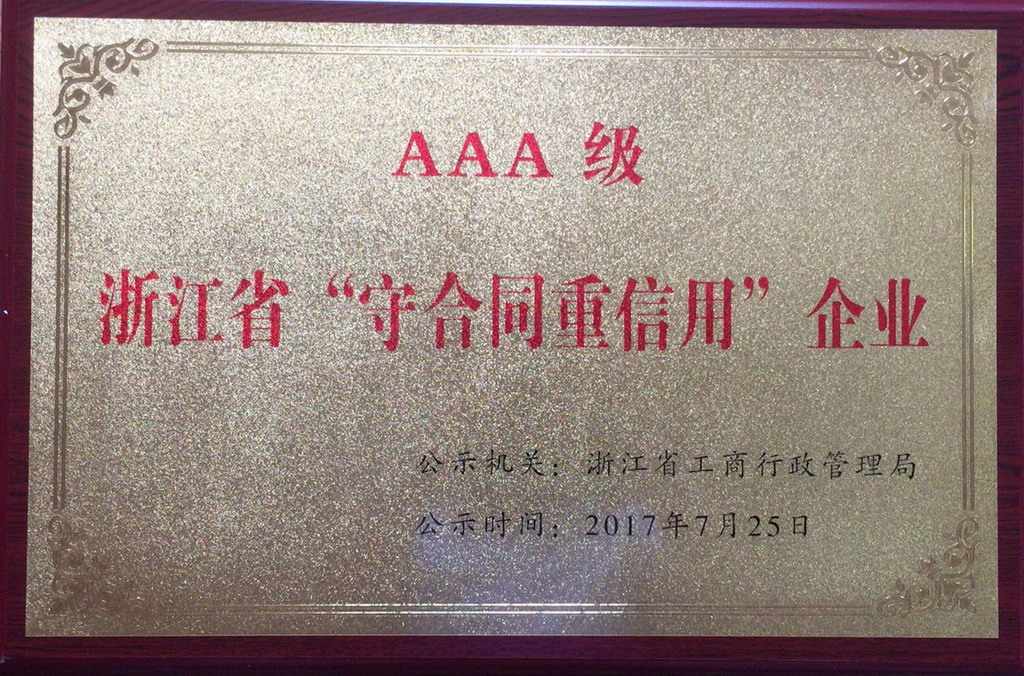 AAA 级
浙江省“守合同重信用”企业
公示机关：浙江省工商行政管理局
公示时间：2017年7月25日